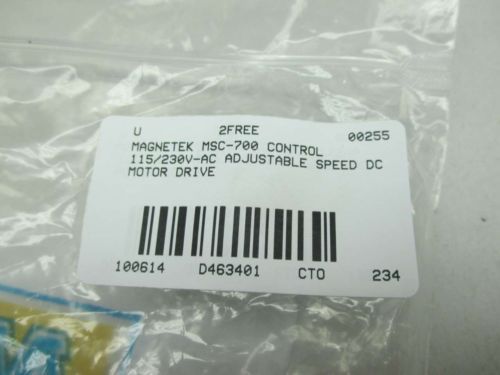 U 2FREE 00255
MAGNETEK MSC-700 CONTROL
115/230V-AC ADJUSTABLE SPEED DC
MOTOR DRIVE
100614 D463401 CTO 234